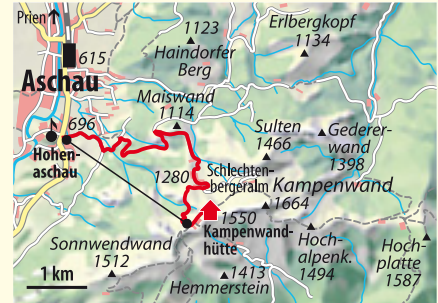 Prien
1123
Haindorfer
Berg
Erlbergkopf
1134
615
Aschau
Maiswand
1114
696
Hohen-
aschau
Sulten
1466
Gederer-
wand
1398
Schlechten-
bergeralm
1280
Kampenwand
1664
1550
Kampenwand-
hütte
Sonnwendwand
1512
Hoch-
alpenk.
1494
Hoch-
platte
1587
1413
Hemmerstein
1 km